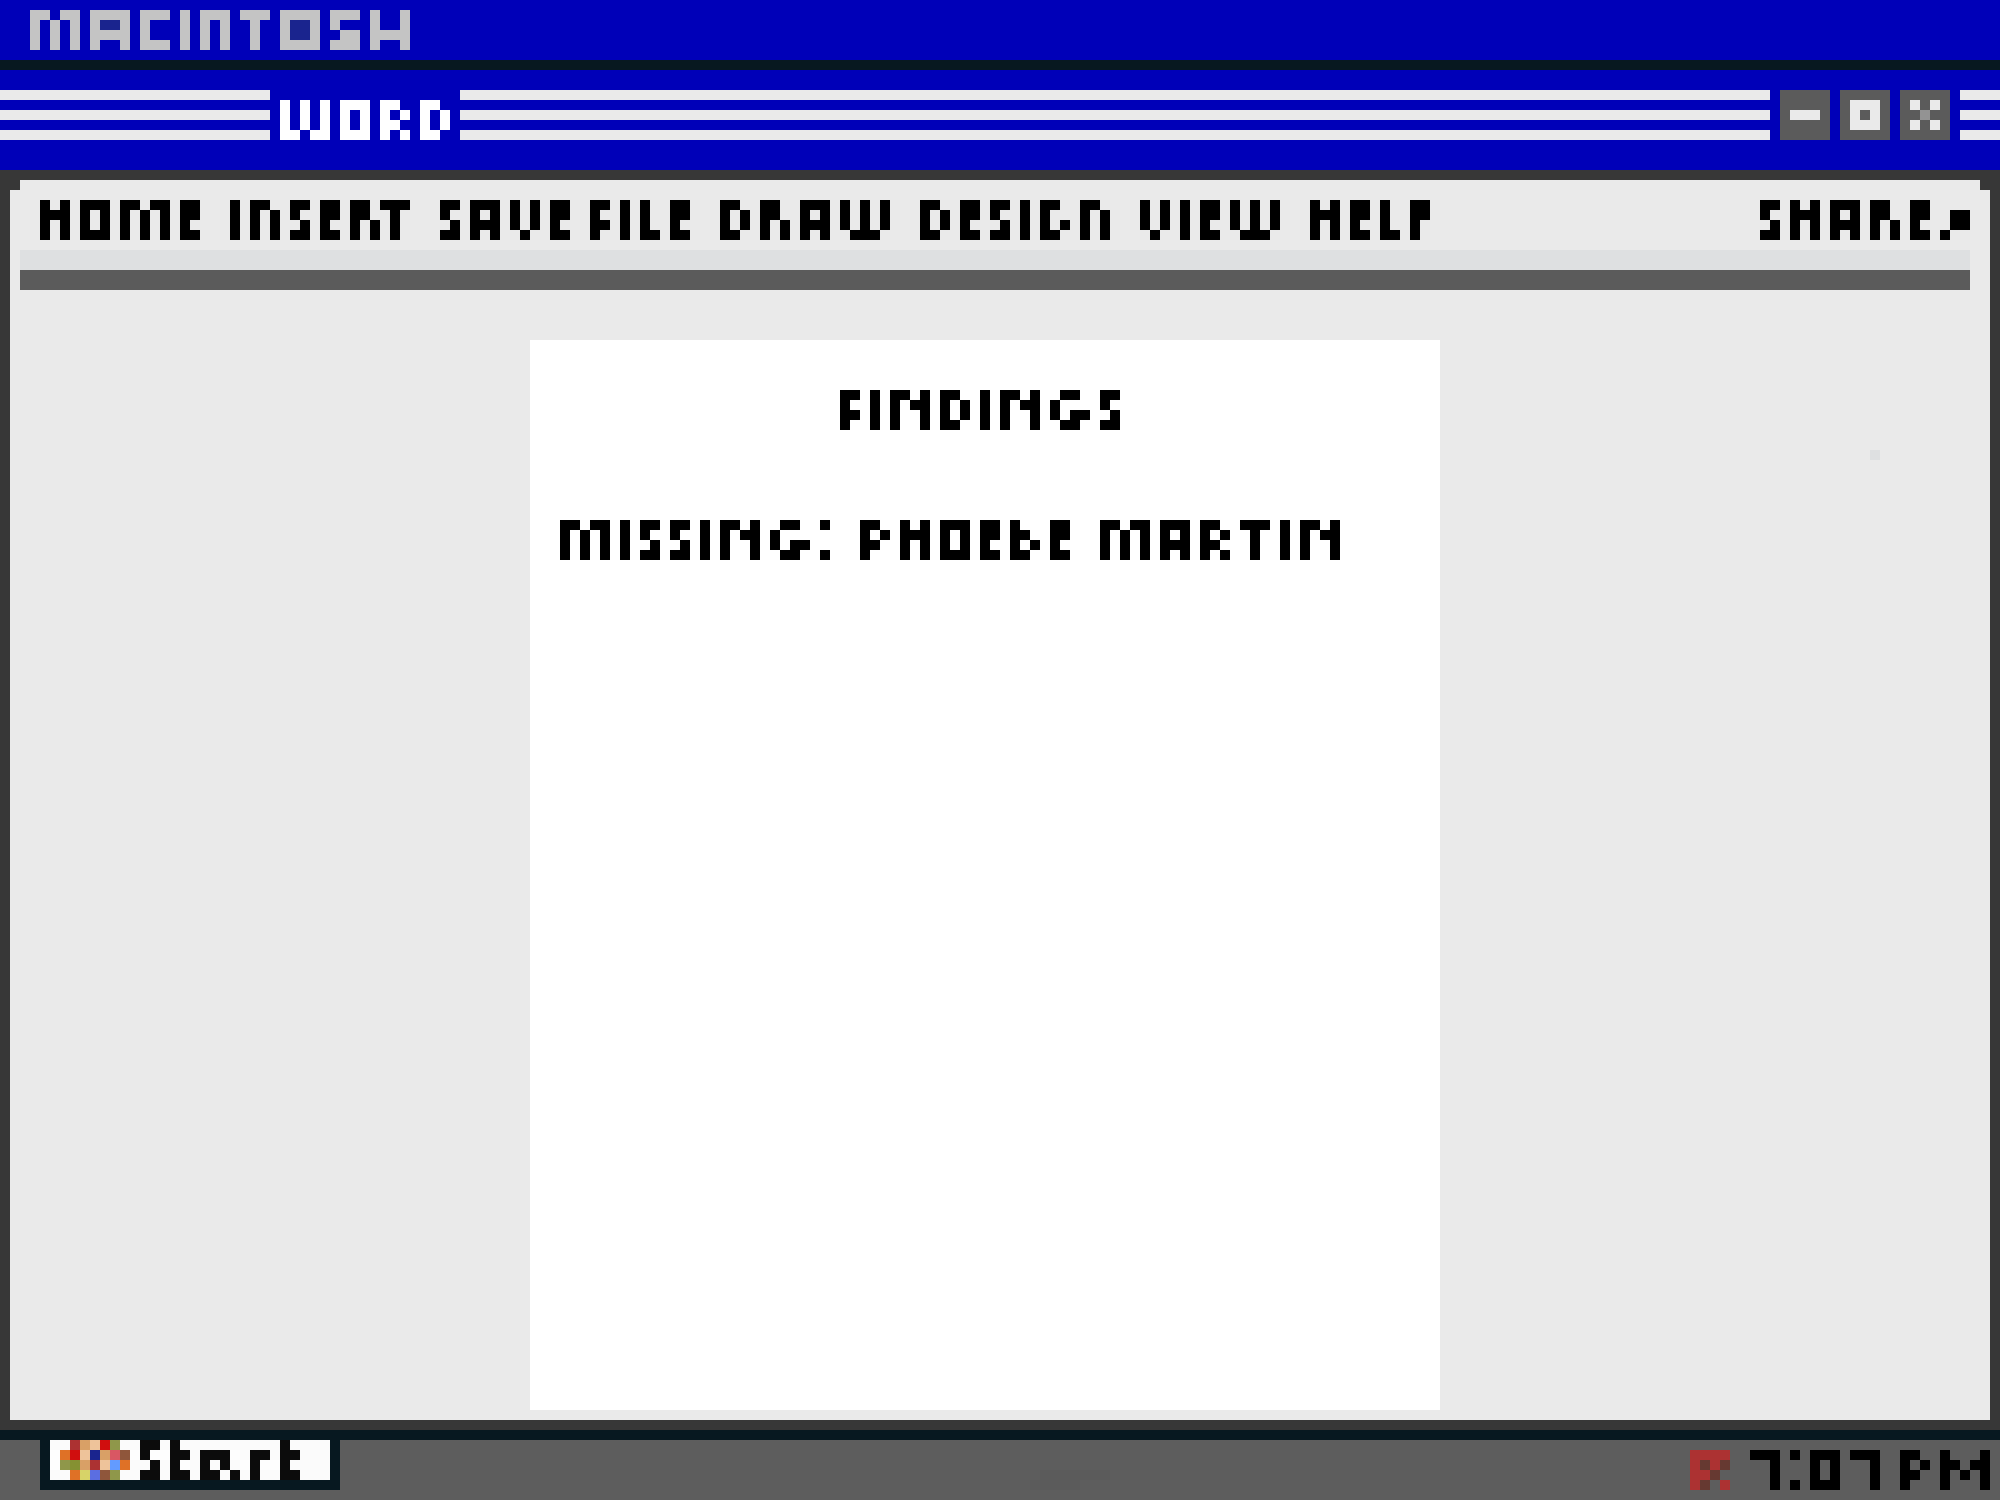 MACINTOSH
WORD
HOME INSERT SAVE FILE DRAW DESIGN VIEW HELP SHARE
FINDINGS
MISSING: PHOEBE MARTIN
Start 7:07 PM